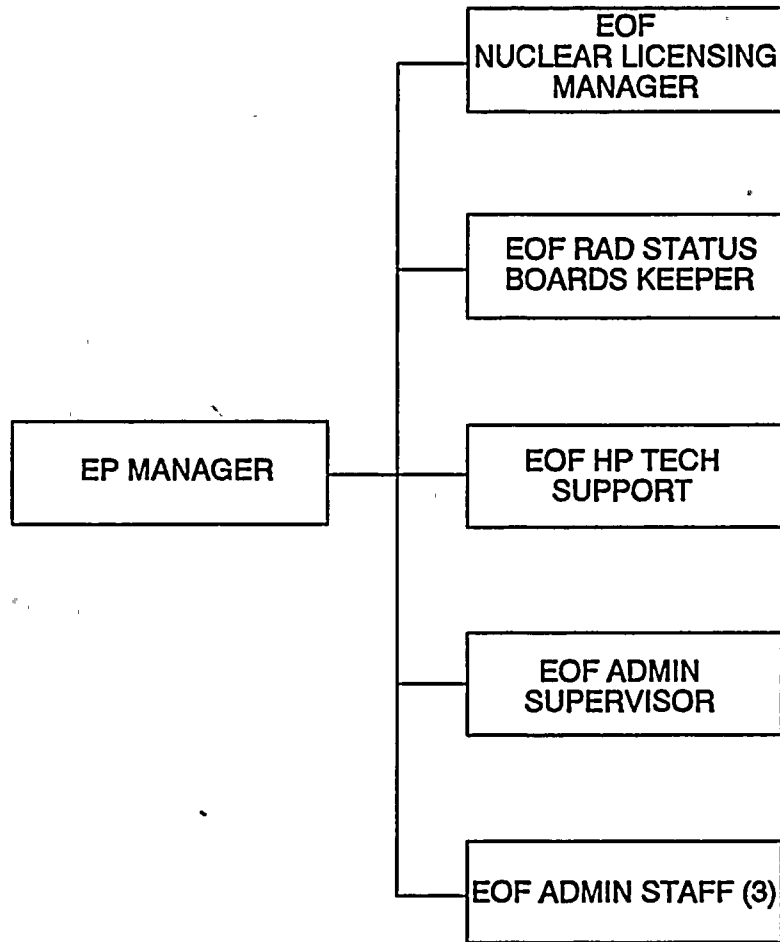 EOF
NUCLEAR LICENSING
MANAGER
EOF RAD STATUS
BOARDS KEEPER
EP MANAGER
EOF HP TECH
SUPPORT
EOF ADMIN
SUPERVISOR
EOF ADMIN STAFF (3)